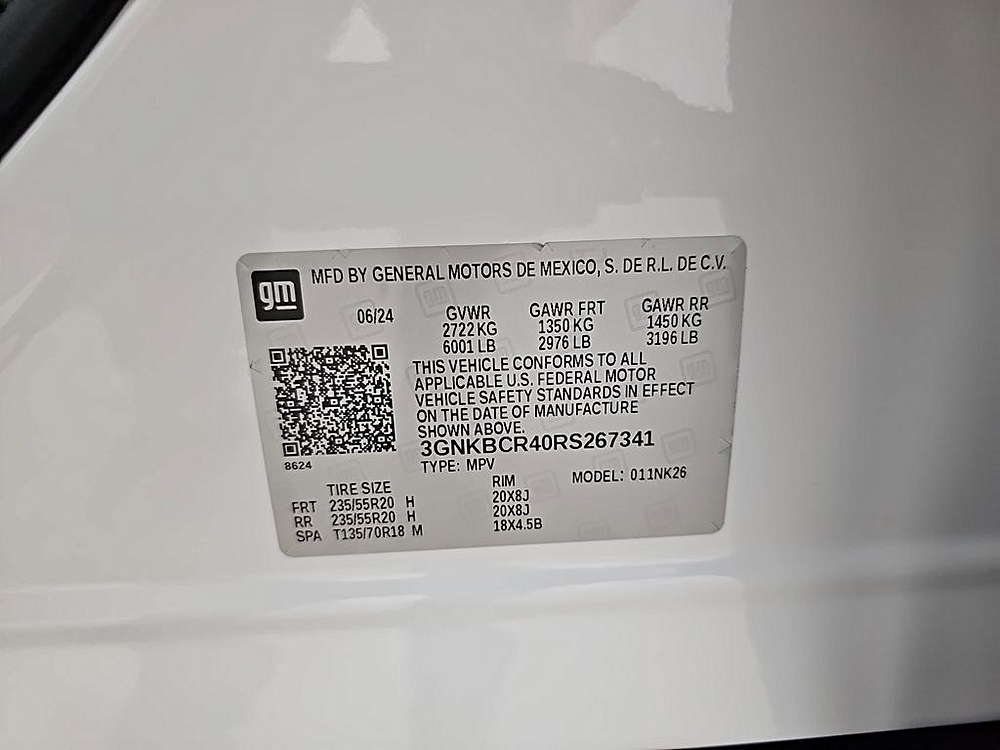 gm
MFD BY GENERAL MOTORS DE MEXICO, S. DE R.L. DE C.V.
06/24
GVWR GAWR FRT GAWR RR
2722 KG 1350 KG 1450 KG
6001 LB 2976 LB 3196 LB
THIS VEHICLE CONFORMS TO ALL
APPLICABLE U.S. FEDERAL MOTOR
VEHICLE SAFETY STANDARDS IN EFFECT
ON THE DATE OF MANUFACTURE
SHOWN ABOVE.
3GNKBCR40RS267341
8624
TYPE: MPV MODEL: 011NK26
TIRE SIZE RIM
FRT 235/55R20 H 20X8J
RR 235/55R20 H 20X8J
SPA T135/70R18 M 18X4.5B